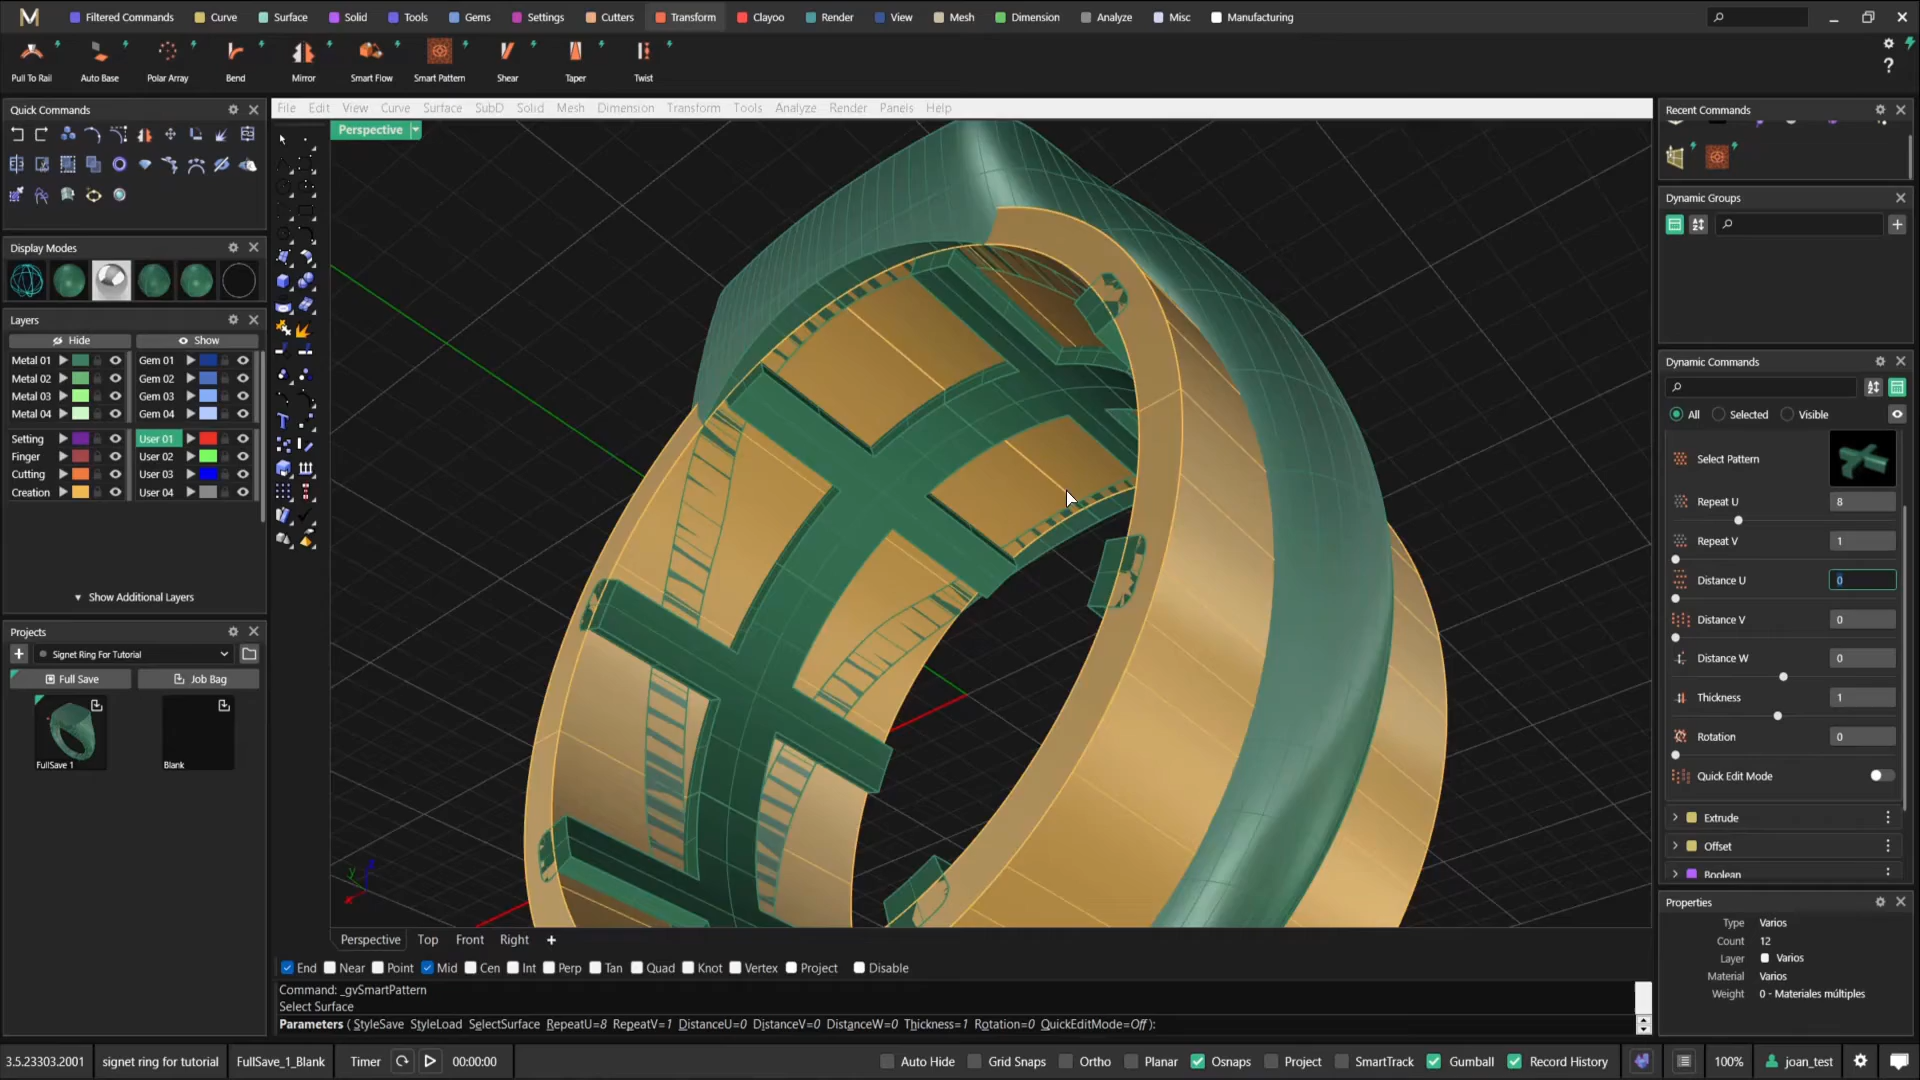 Filtered Commands Curve Surface Solid Tools Gems Settings Cutters Transform Clayoo Render View Mesh Dimension Analyze Misc Manufacturing
Pull To Rail Auto Base Polar Array Bend Mirror Smart Flow Smart Pattern Shear Taper Twist
Quick Commands
File Edit View Curve Surface SubD Solid Mesh Dimension Transform Tools Analyze Render Panels Help
Perspective
Display Modes
Layers
Hide Show
Metal 01 Gem 01
Metal 02 Gem 02
Metal 03 Gem 03
Metal 04 Gem 04
Setting User 01
Finger User 02
Cutting User 03
Creation User 04
Show Additional Layers
Projects
Signet Ring For Tutorial
Full Save Job Bag
FullSave 1 Blank
y
Perspective Top Front Right
End Near Point Mid Cen Int Perp Tan Quad Knot Vertex Project Disable
Command: _gvSmartPattern
Select Surface
Parameters ( StyleSave StyleLoad SelectSurface RepeatU=8 RepeatV=1 DistanceU=0 DistanceV=0 DistanceW=0 Thickness=1 Rotation=0 QuickEditMode=Off ):
Recent Commands
Dynamic Groups
Dynamic Commands
All Selected Visible
Select Pattern
Repeat U 8
Repeat V 1
Distance U 0
Distance V 0
Distance W 0
Thickness 1
Rotation 0
Quick Edit Mode
Extrude
Offset
Boolean
Properties
Type Varios
Count 12
Layer Varios
Material Varios
Weight 0 - Materiales múltiples
3.5.23303.2001 signet ring for tutorial FullSave_1_Blank Timer 00:00:00 Auto Hide Grid Snaps Ortho Planar Osnaps Project SmartTrack Gumball Record History 100% joan_test